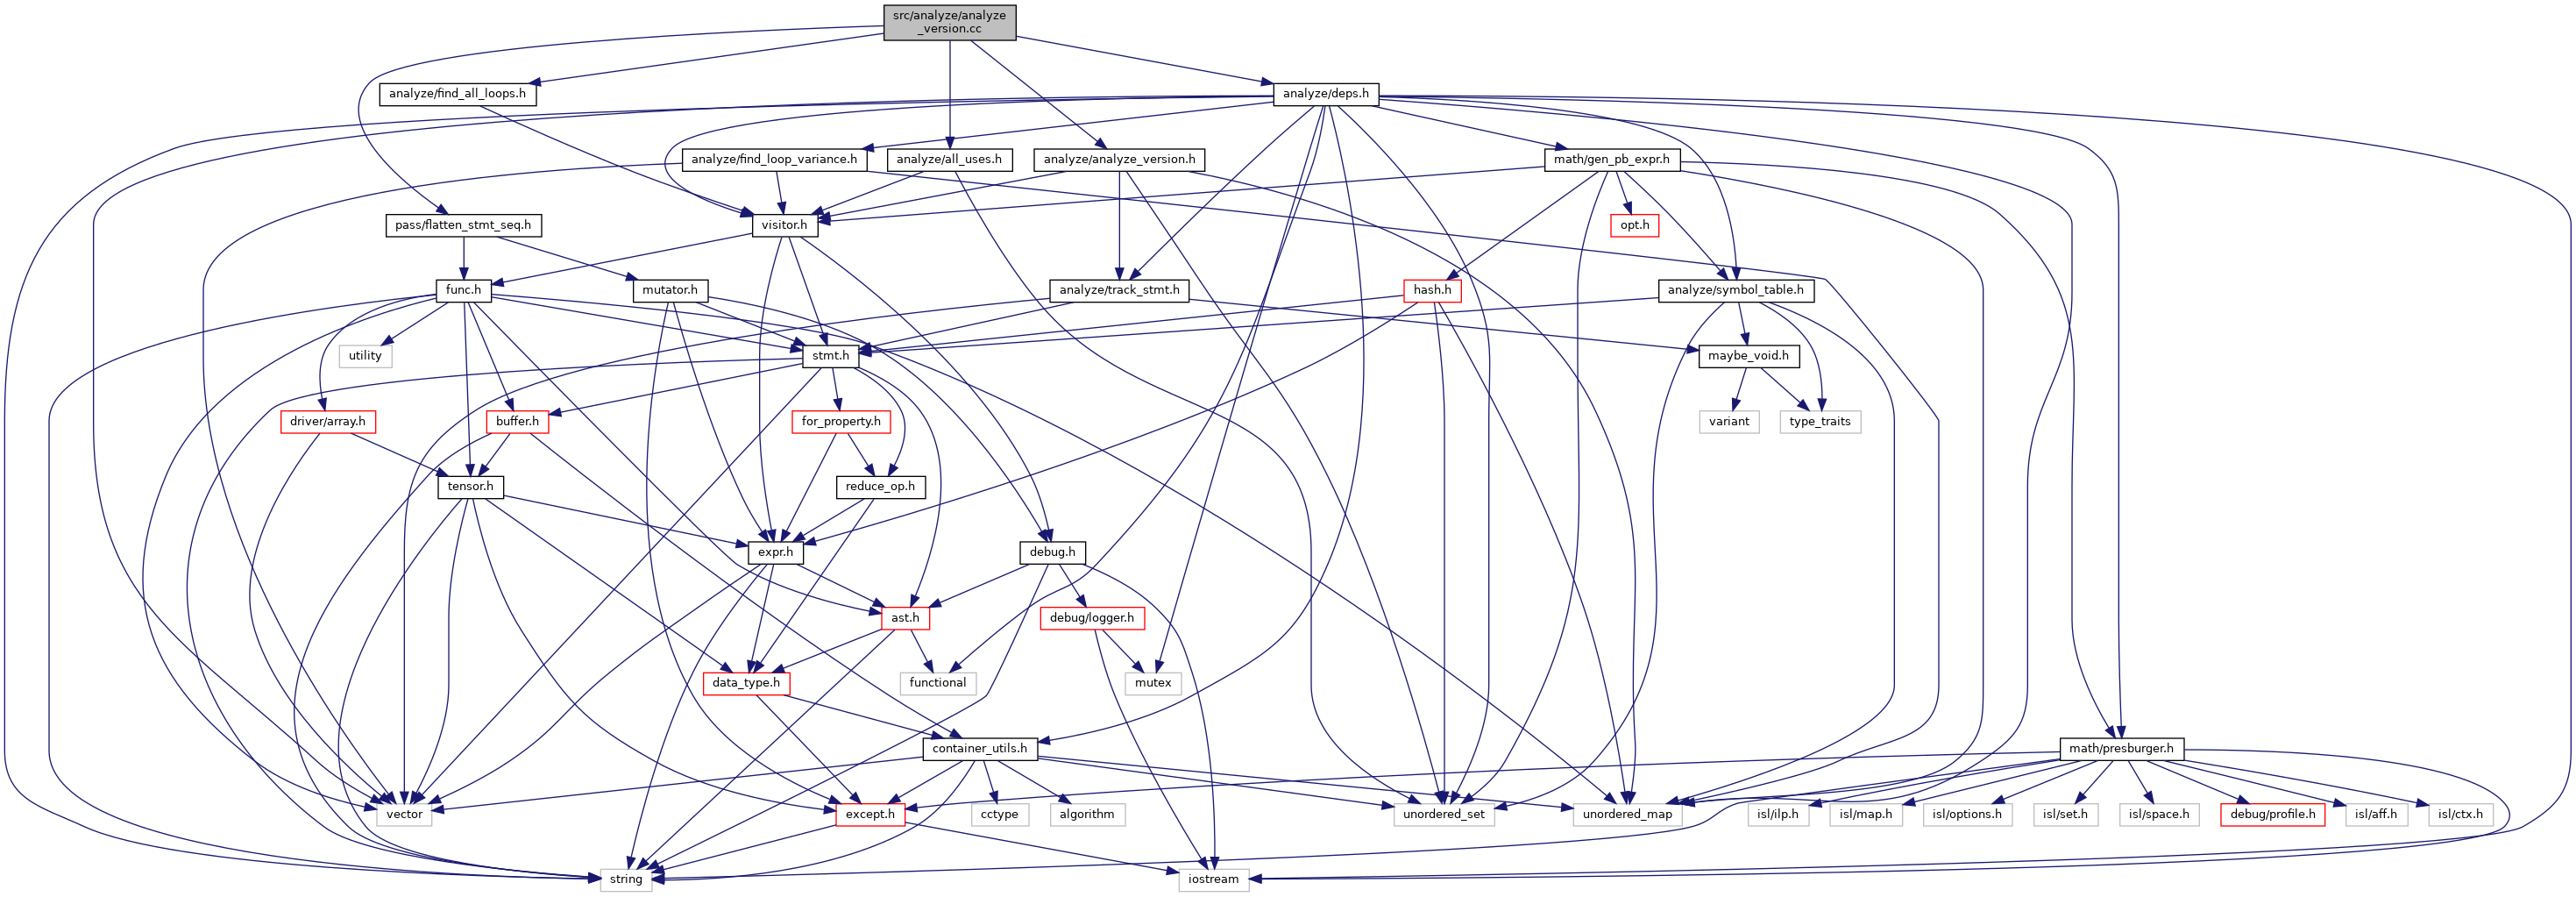 src/analyze/analyze
_version.cc
analyze/find_all_loops.h
analyze/deps.h
analyze/find_loop_variance.h
analyze/all_uses.h
analyze/analyze_version.h
math/gen_pb_expr.h
pass/flatten_stmt_seq.h
visitor.h
opt.h
func.h
mutator.h
analyze/track_stmt.h
hash.h
analyze/symbol_table.h
utility
stmt.h
maybe_void.h
driver/array.h
buffer.h
for_property.h
variant
type_traits
tensor.h
reduce_op.h
expr.h
debug.h
ast.h
debug/logger.h
data_type.h
functional
mutex
container_utils.h
math/presburger.h
vector
except.h
cctype
algorithm
unordered_set
unordered_map
isl/ilp.h
isl/map.h
isl/options.h
isl/set.h
isl/space.h
debug/profile.h
isl/aff.h
isl/ctx.h
string
iostream